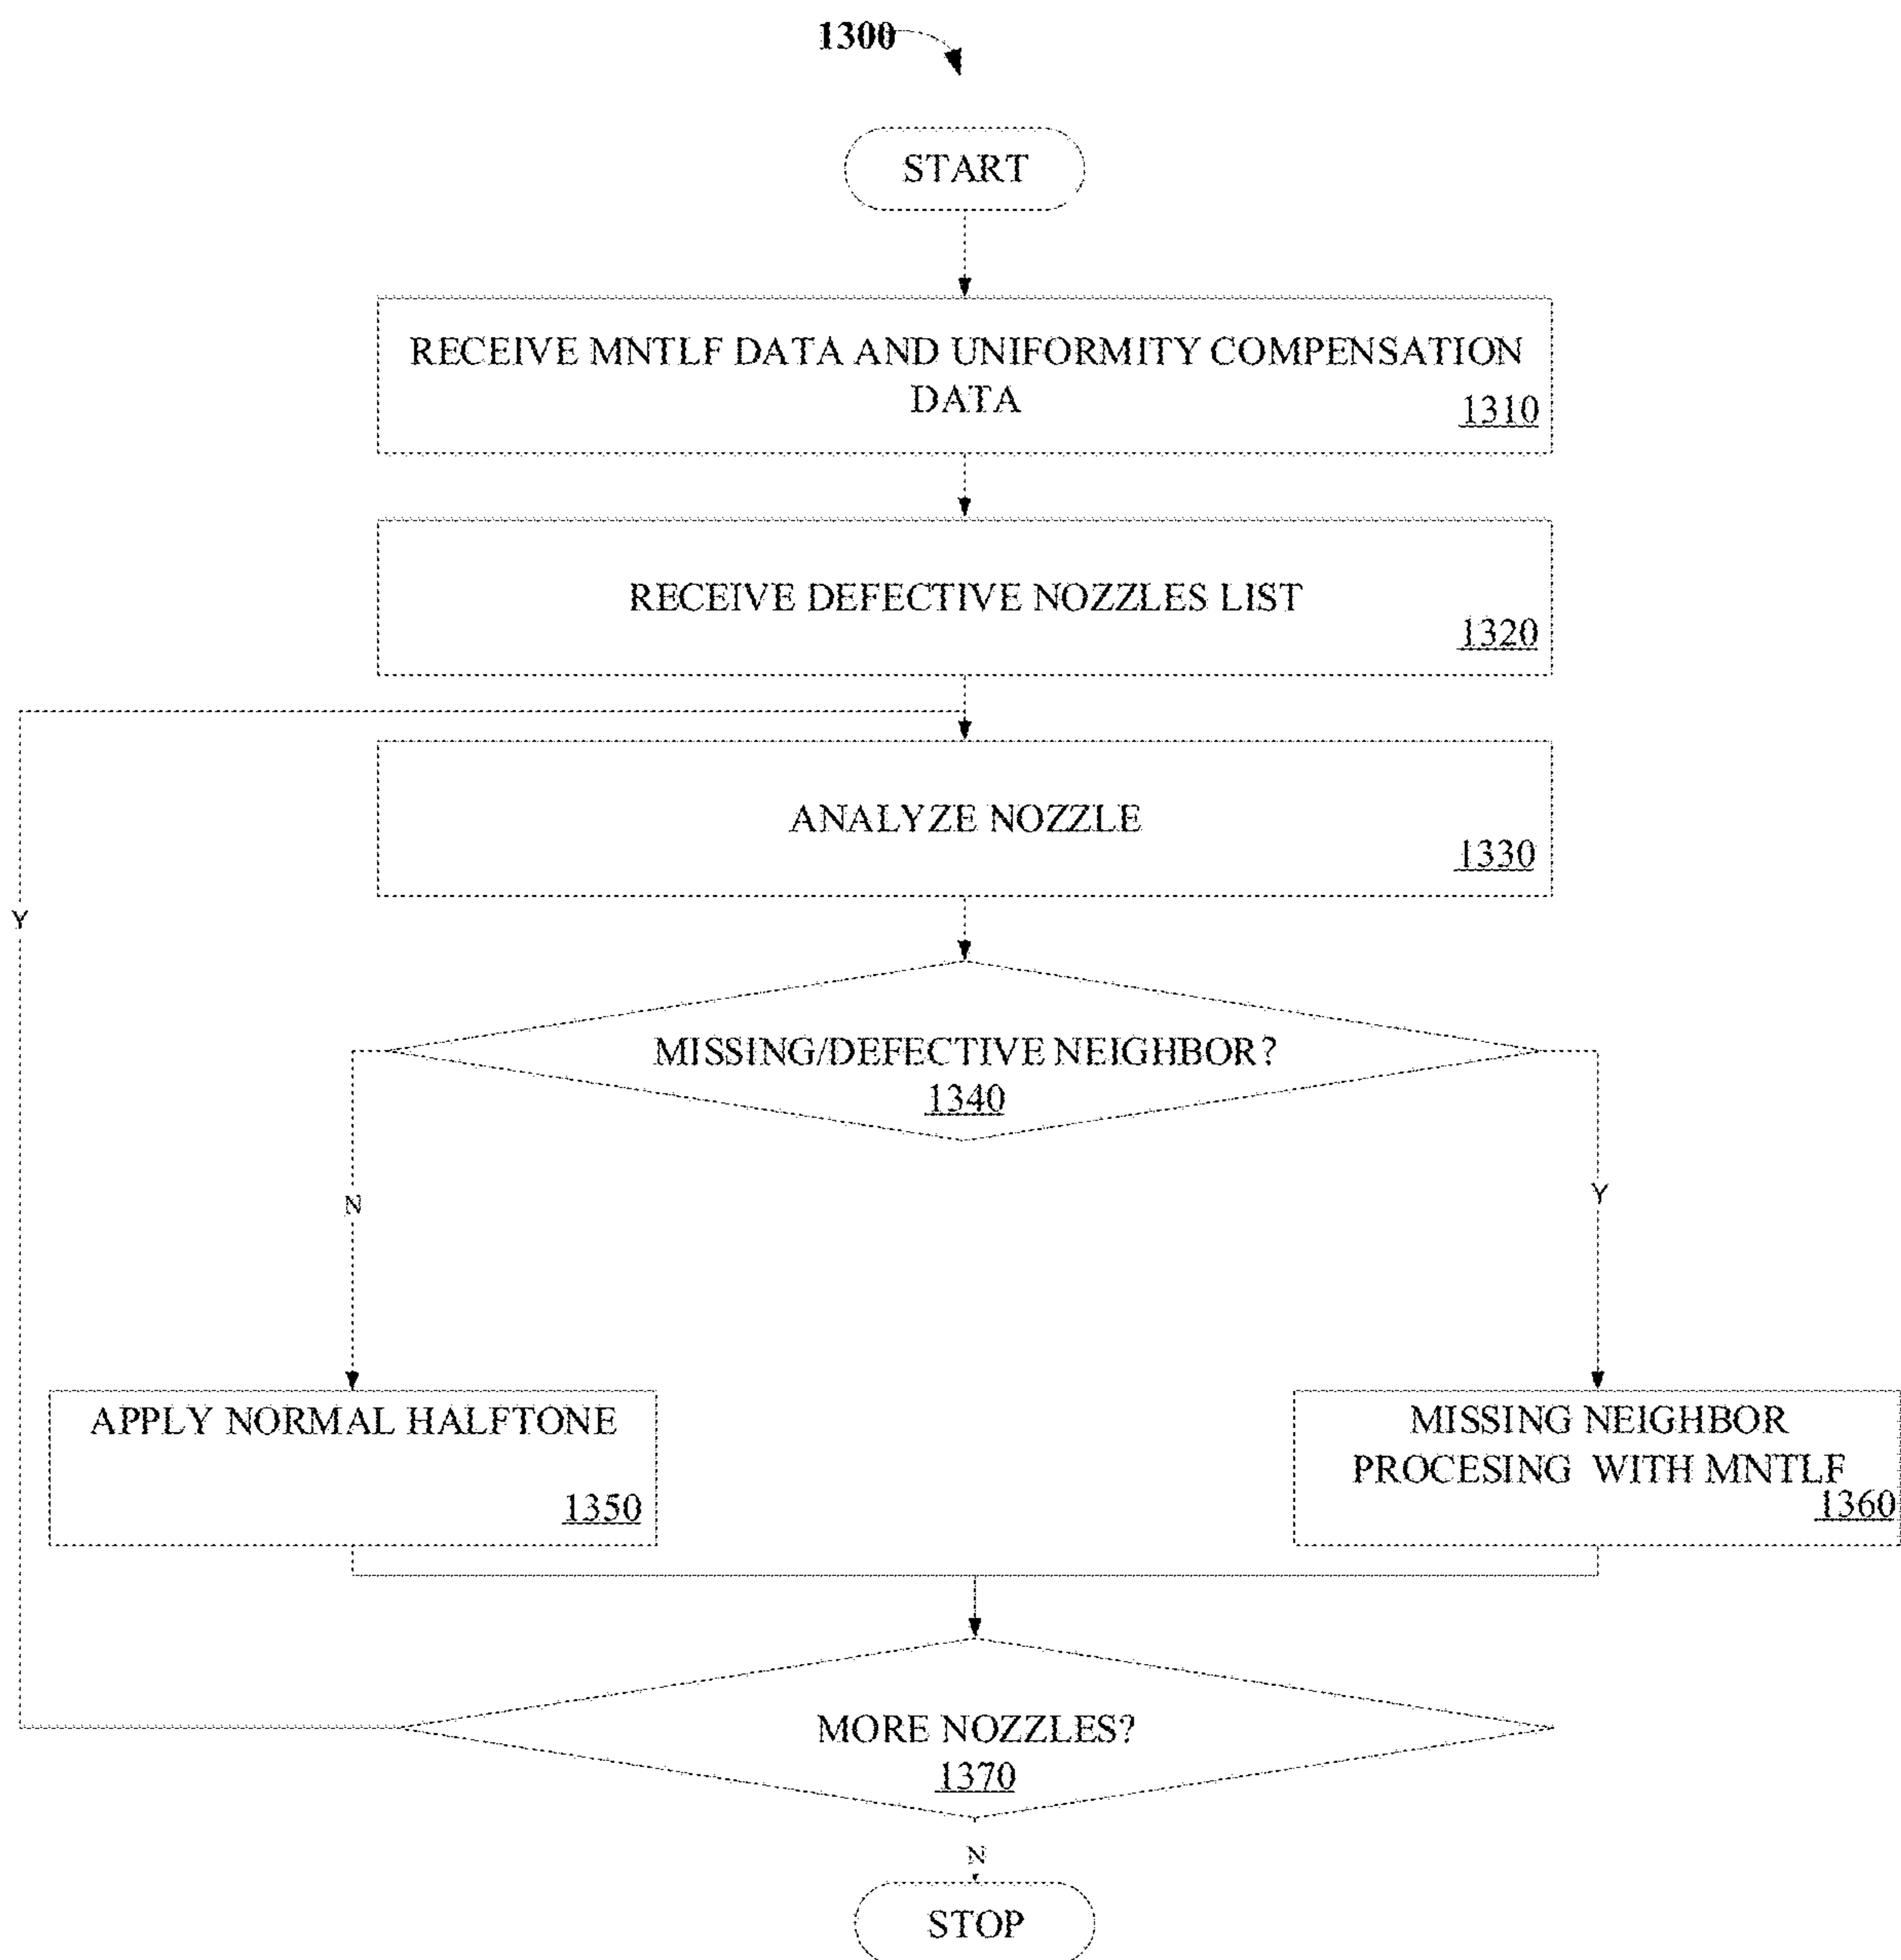 1300
START
RECEIVE MNTLF DATA AND UNIFORMITY COMPENSATION
DATA
1310
RECEIVE DEFECTIVE NOZZLES LIST
1320
ANALYZE NOZZLE
1330
Y
MISSING/DEFECTIVE NEIGHBOR?
1340
N
Y
APPLY NORMAL HALFTONE
1350
MISSING NEIGHBOR
PROCESING WITH MNTLF
1360
MORE NOZZLES?
1370
N
STOP